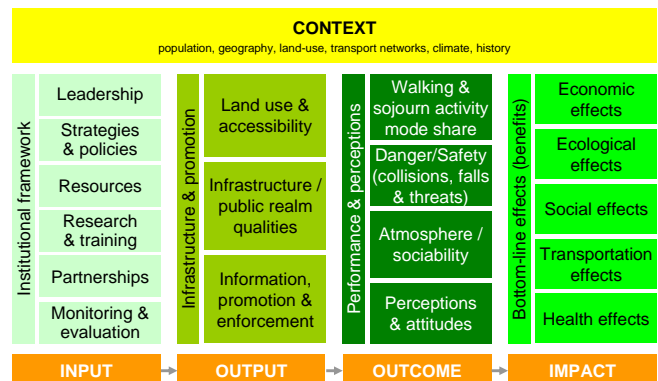 CONTEXT
population, geography, land-use, transport networks, climate, history
Institutional framework
Leadership
Strategies
& policies
Resources
Research
& training
Partnerships
Monitoring &
evaluation
Infrastructure & promotion
Land use &
accessibility
Infrastructure /
public realm
qualities
Information,
promotion &
enforcement
Performance & perceptions
Walking &
sojourn activity
mode share
Danger/Safety
(collisions, falls
& threats)
Atmosphere /
sociability
Perceptions
& attitudes
Bottom-line effects (benefits)
Economic
effects
Ecological
effects
Social effects
Transportation
effects
Health effects
INPUT
OUTPUT
OUTCOME
IMPACT